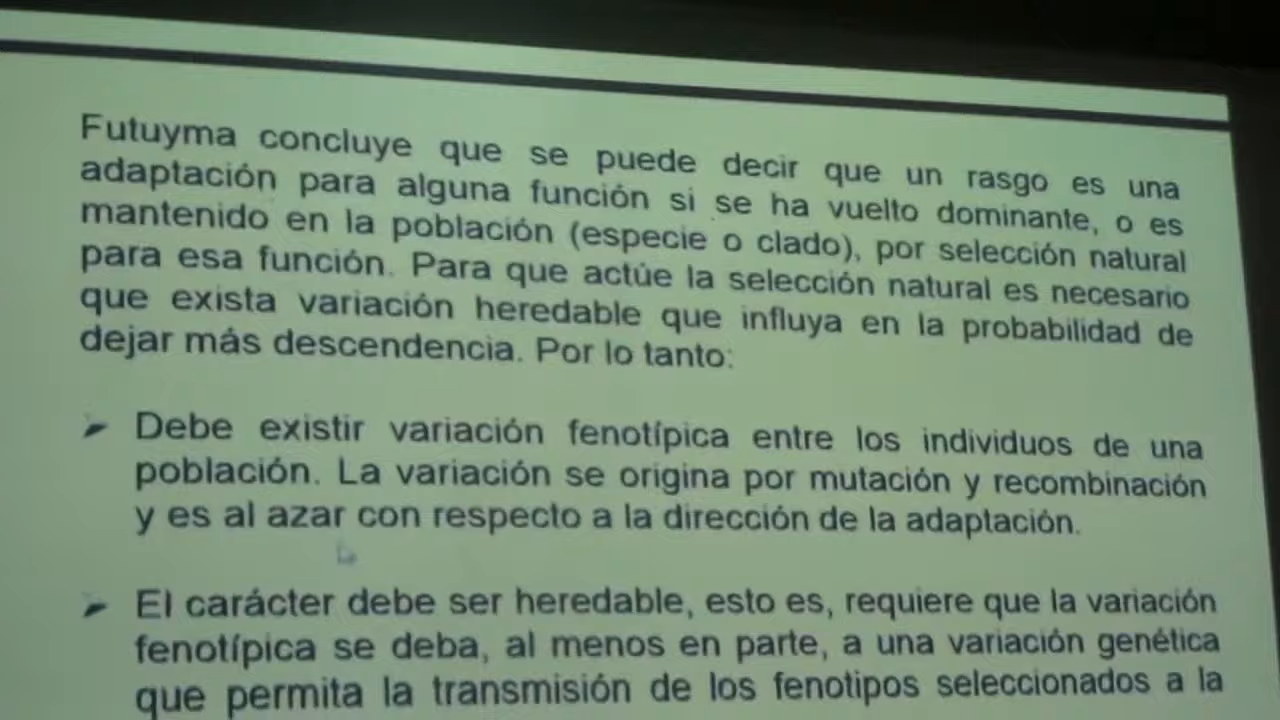 Futuyma concluye que se puede decir que un rasgo es una
adaptación para alguna función si se ha vuelto dominante, o es
mantenido en la población (especie o clado), por selección natural
para esa función. Para que actúe la selección natural es necesario
que exista variación heredable que influya en la probabilidad de
dejar más descendencia. Por lo tanto:
➢ Debe existir variación fenotípica entre los individuos de una
población. La variación se origina por mutación y recombinación
y es al azar con respecto a la dirección de la adaptación.
➢ El carácter debe ser heredable, esto es, requiere que la variación
fenotípica se deba, al menos en parte, a una variación genética
que permita la transmisión de los fenotipos seleccionados a la